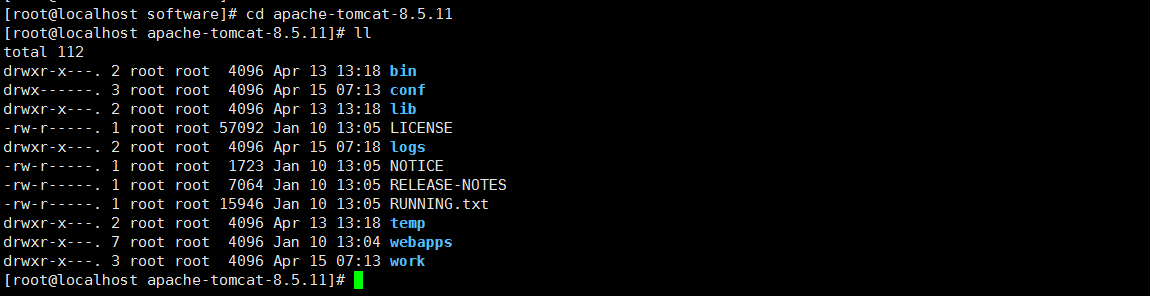 [root@localhost software]# cd apache-tomcat-8.5.11
[root@localhost apache-tomcat-8.5.11]# ll
total 112
drwxr-x---. 2 root root  4096 Apr 13 13:18 bin
drwx------. 3 root root  4096 Apr 15 07:13 conf
drwxr-x---. 2 root root  4096 Apr 13 13:18 lib
-rw-r-----. 1 root root 57092 Jan 10 13:05 LICENSE
drwxr-x---. 2 root root  4096 Apr 15 07:18 logs
-rw-r-----. 1 root root  1723 Jan 10 13:05 NOTICE
-rw-r-----. 1 root root  7064 Jan 10 13:05 RELEASE-NOTES
-rw-r-----. 1 root root 15946 Jan 10 13:05 RUNNING.txt
drwxr-x---. 2 root root  4096 Apr 13 13:18 temp
drwxr-x---. 7 root root  4096 Jan 10 13:04 webapps
drwxr-x---. 3 root root  4096 Apr 15 07:13 work
[root@localhost apache-tomcat-8.5.11]#